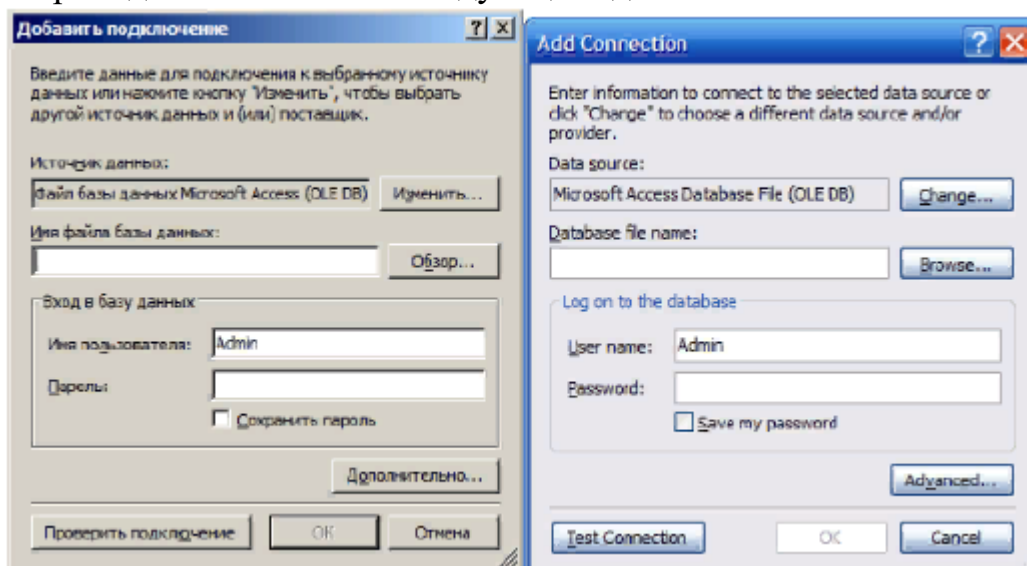 Добавить подключение
Введите данные для подключения к выбранному источнику
данных или нажмите кнопку "Изменить", чтобы выбрать
другой источник данных и (или) поставщик.
Источник данных:
Файл базы данных Microsoft Access (OLE DB)
Изменить...
Имя файла базы данных:
Обзор...
Вход в базу данных
Имя пользователя:
Admin
Пароль:
Сохранить пароль
Дополнительно...
Проверить подключение
ОК
Отмена
Add Connection
Enter information to connect to the selected data source or
click "Change" to choose a different data source and/or
provider.
Data source:
Microsoft Access Database File (OLE DB)
Change...
Database file name:
Browse...
Log on to the database
User name:
Admin
Password:
Save my password
Advanced...
Test Connection
OK
Cancel